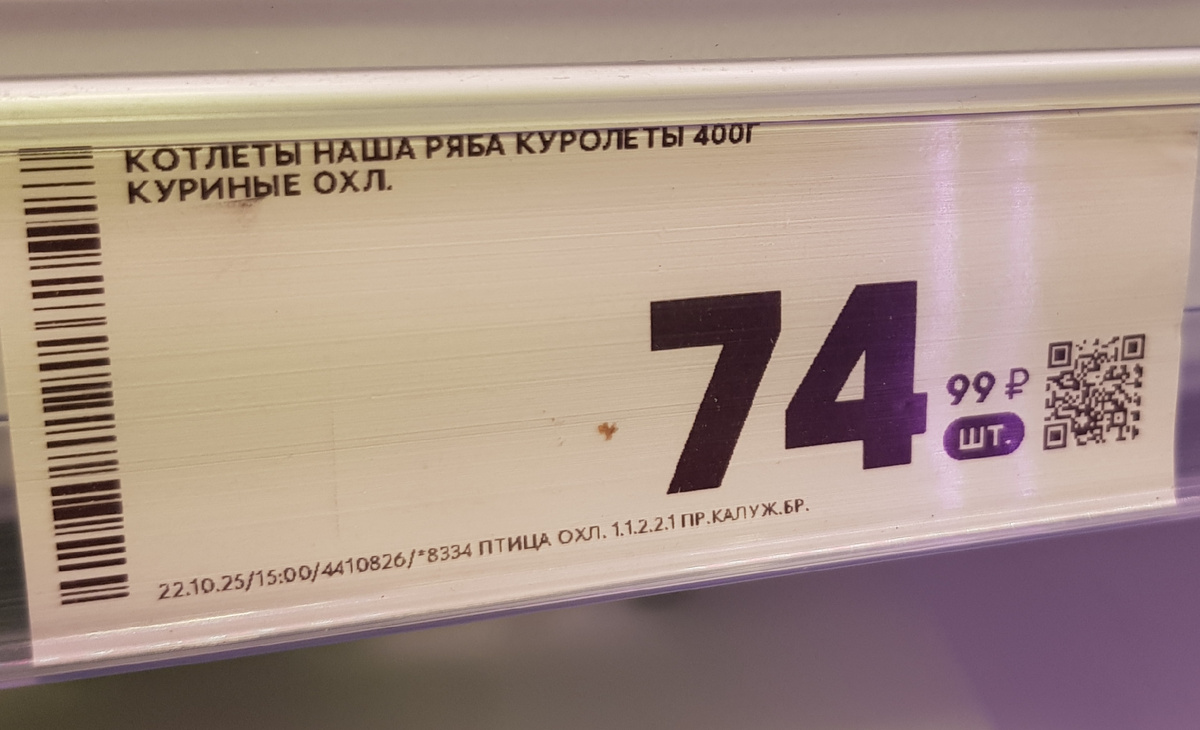 КОТЛЕТЫ НАША РЯБА КУРОЛЕТЫ 400Г
КУРИНЫЕ ОХЛ.
74
99 ₽
ШТ.
22.10.25/15:00/4410826/*8334 ПТИЦА ОХЛ. 1.1.2.2.1 ПР.КАЛУЖ.БР.